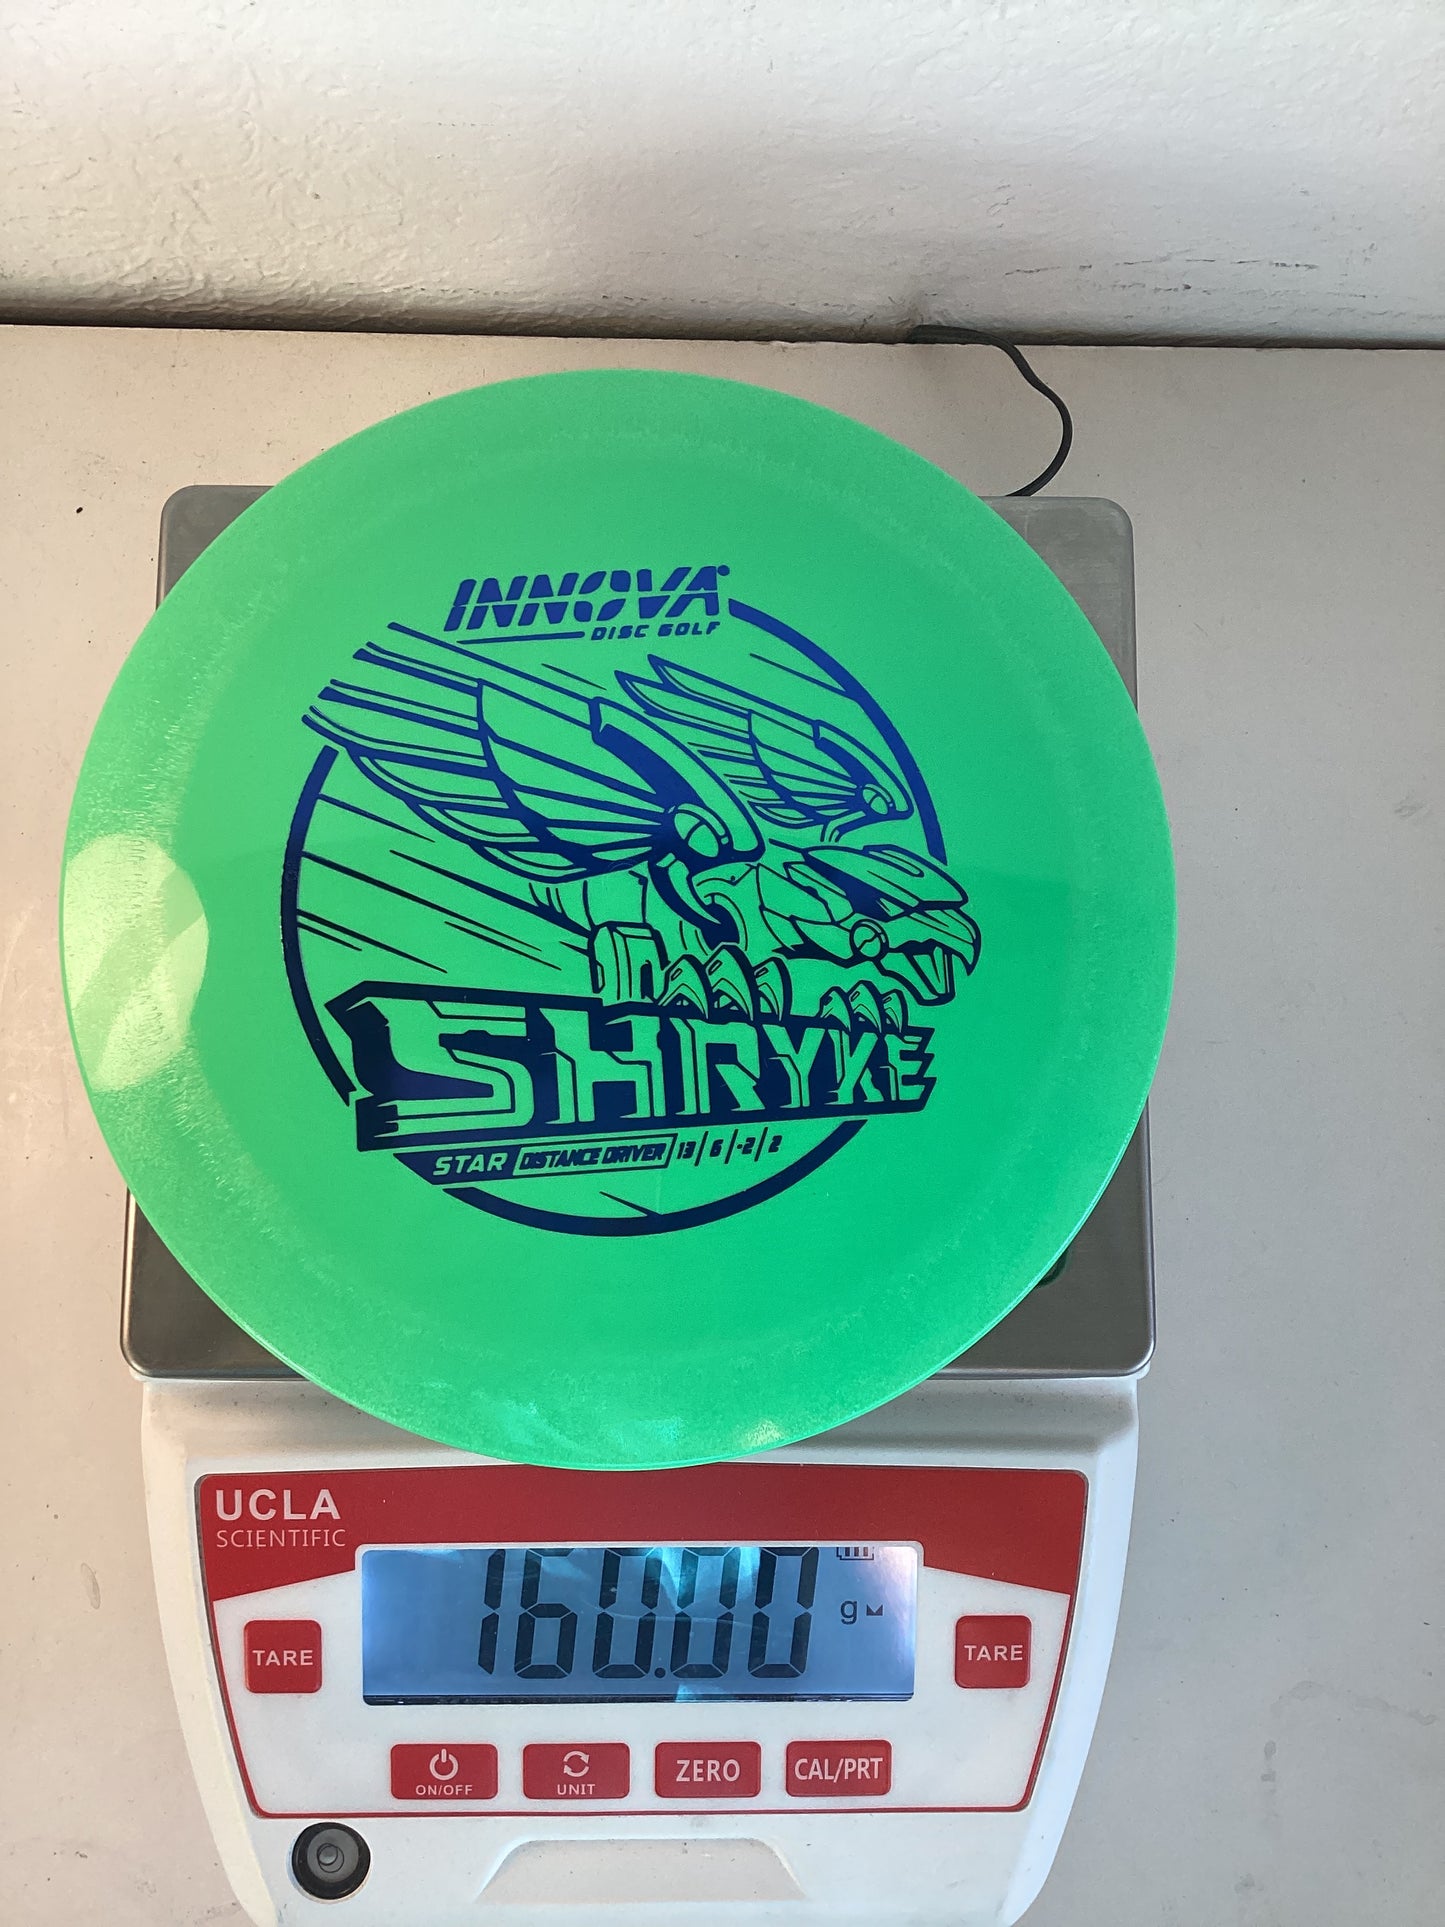 INNOVA
DISC GOLF
SHRYKE
STAR DISTANCE DRIVER 13/6/-2/2
UCLA
SCIENTIFIC
160.00 g
TARE
TARE
ON/OFF
UNIT
ZERO
CAL/PRT